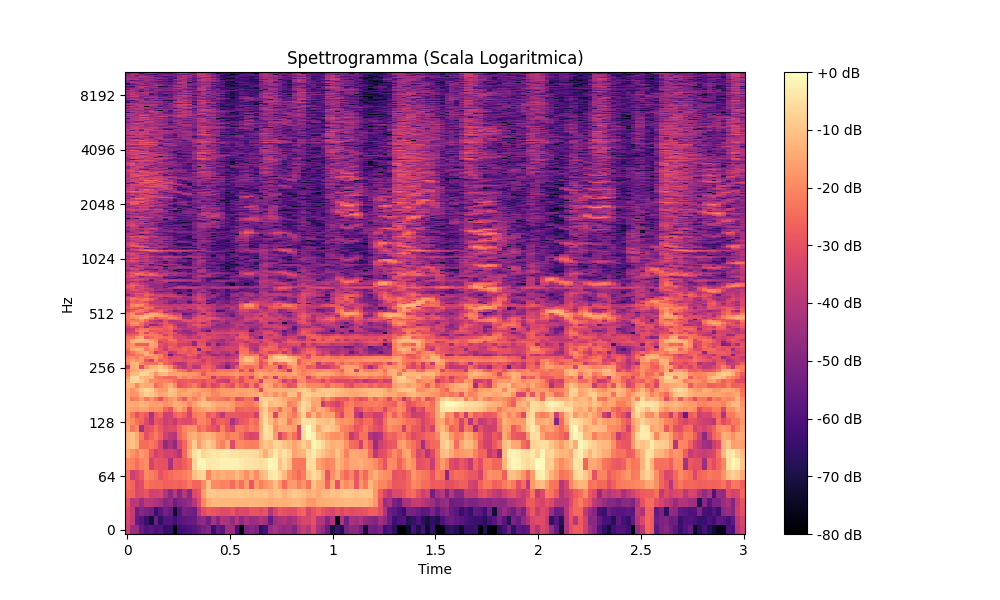 Spettrogramma (Scala Logaritmica)
8192
4096
2048
1024
512
256
128
64
0
Hz
0
0.5
1
1.5
2
2.5
3
Time
+0 dB
-10 dB
-20 dB
-30 dB
-40 dB
-50 dB
-60 dB
-70 dB
-80 dB